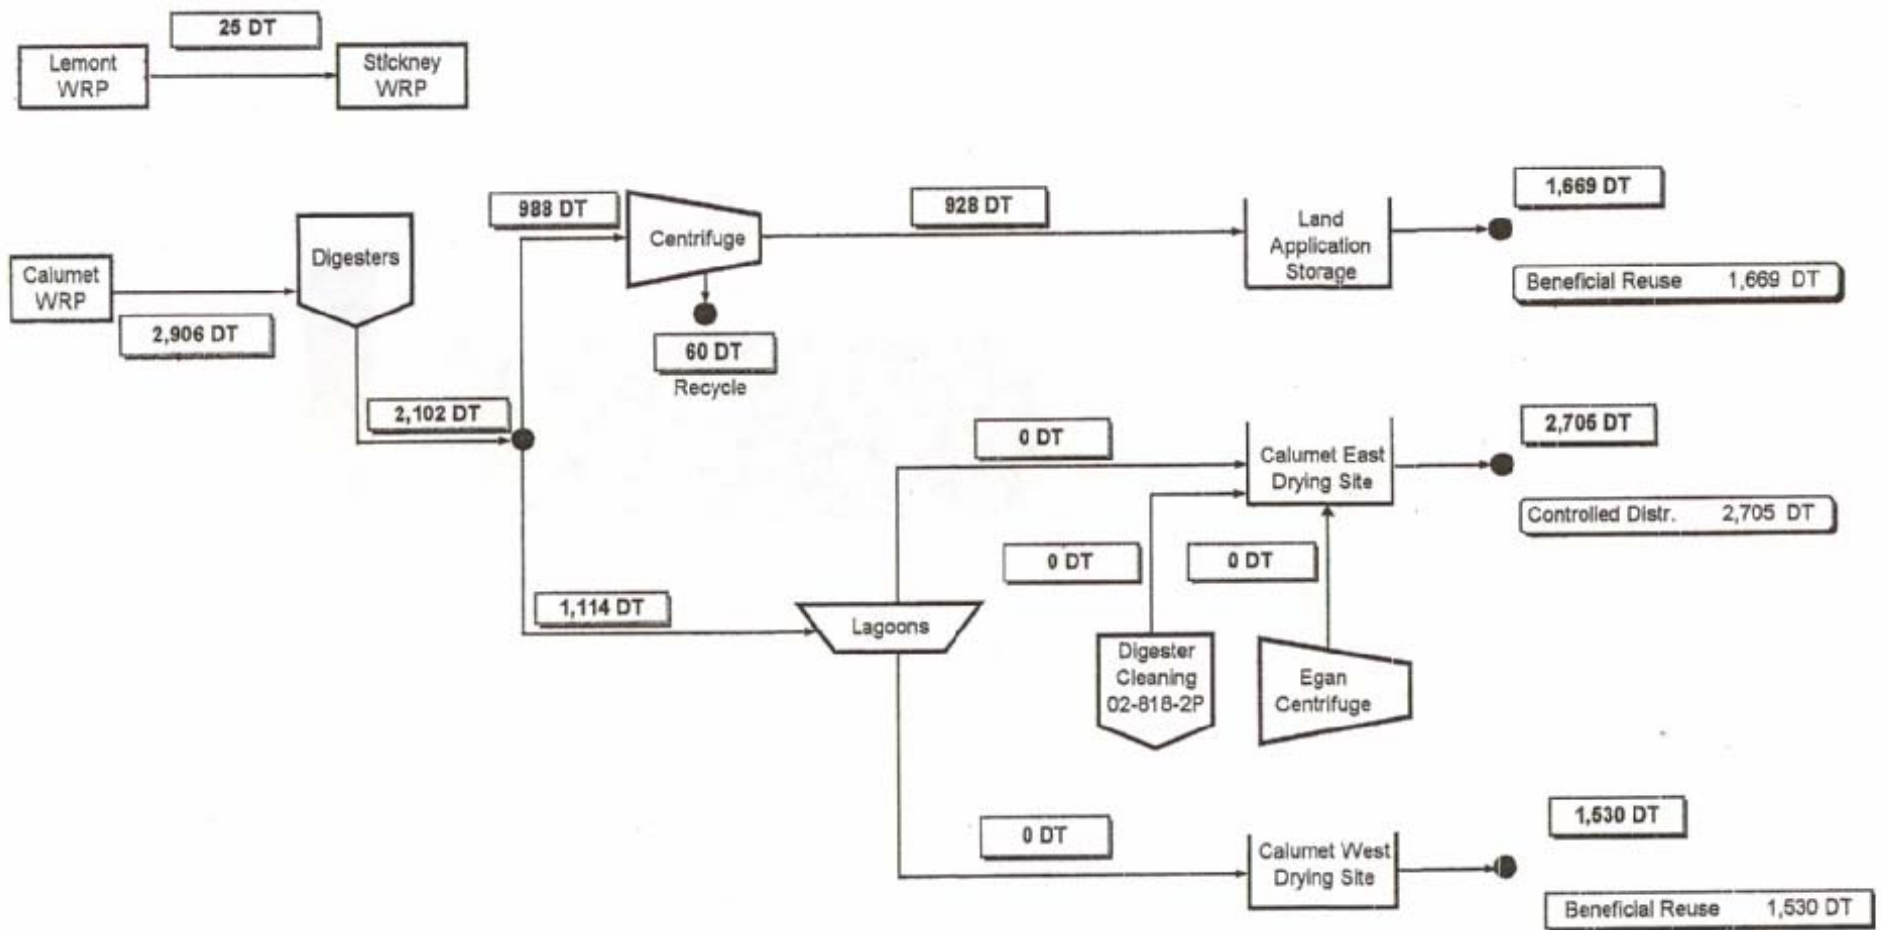 25 DT
Lemont
WRP
Stickney
WRP
988 DT
928 DT
1,669 DT
Centrifuge
Land
Application
Storage
Digesters
Calumet
WRP
Beneficial Reuse 1,669 DT
2,906 DT
60 DT
Recycle
2,102 DT
0 DT
2,705 DT
Calumet East
Drying Site
Controlled Distr. 2,705 DT
0 DT
0 DT
1,114 DT
Lagoons
Digester
Cleaning
02-818-2P
Egan
Centrifuge
0 DT
1,530 DT
Calumet West
Drying Site
Beneficial Reuse 1,530 DT